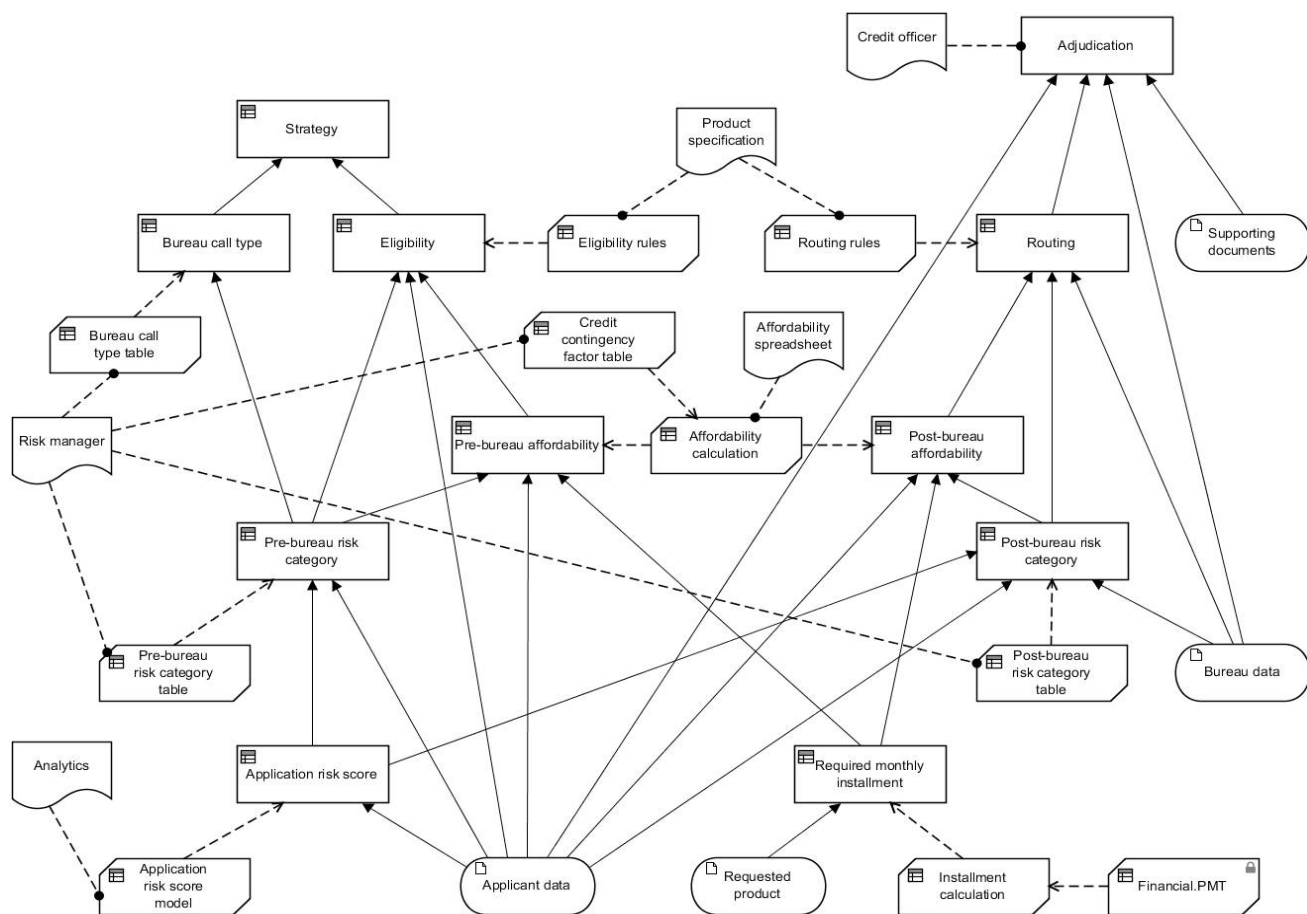 Credit officer
Adjudication
Strategy
Product
specification
Bureau call type
Eligibility
Eligibility rules
Routing rules
Routing
Supporting
documents
Bureau call
type table
Credit
contingency
factor table
Affordability
spreadsheet
Risk manager
Pre-bureau affordability
Affordability
calculation
Post-bureau
affordability
Pre-bureau risk
category
Post-bureau risk
category
Pre-bureau
risk category
table
Post-bureau
risk category
table
Bureau data
Analytics
Application risk score
Required monthly
installment
Application
risk score
model
Applicant data
Requested
product
Installment
calculation
Financial.PMT